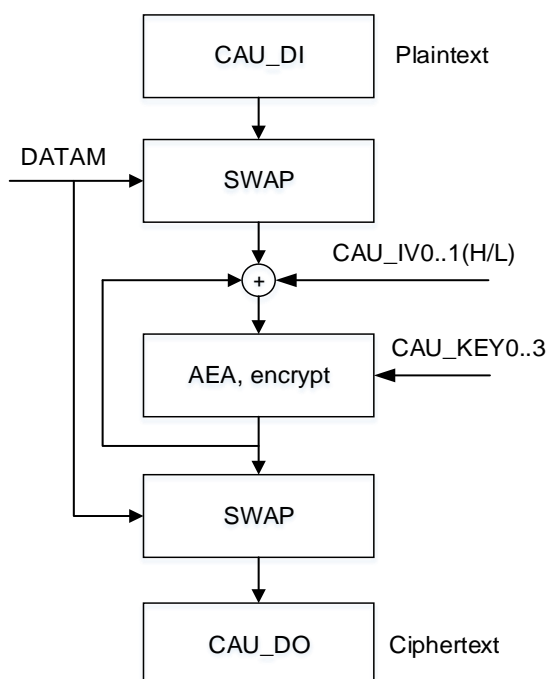 CAU_DI
Plaintext
DATAM
SWAP
CAU_IV0..1(H/L)
+
CAU_KEY0..3
AEA, encrypt
SWAP
CAU_DO
Ciphertext